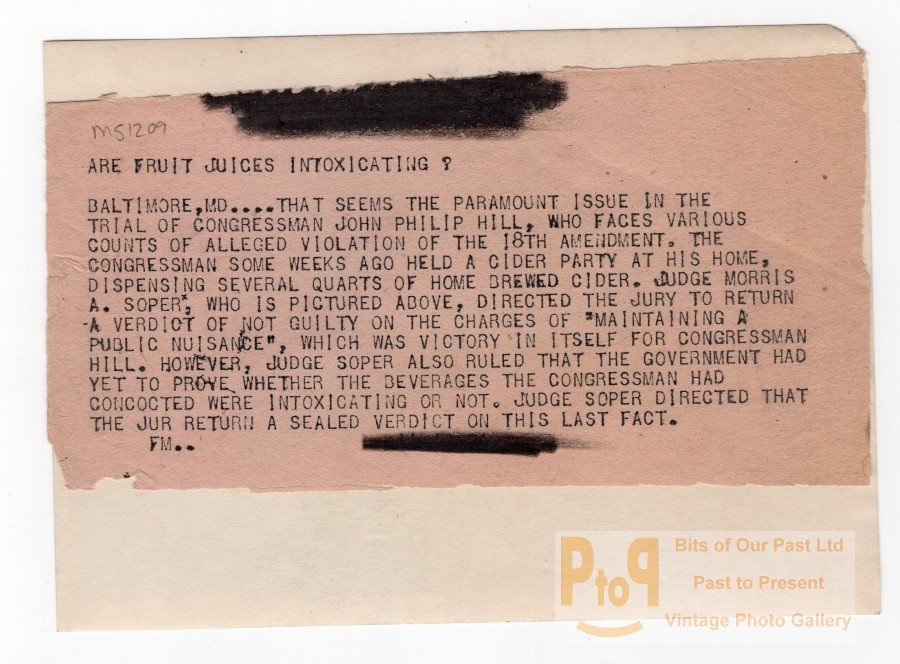 M51209
ARE FRUIT JUICES INTOXICATING ?
BALTIMORE,MD....THAT SEEMS THE PARAMOUNT ISSUE IN THE
TRIAL OF CONGRESSMAN JOHN PHILIP HILL, WHO FACES VARIOUS
COUNTS OF ALLEGED VIOLATION OF THE 18TH AMENDMENT. THE
CONGRESSMAN SOME WEEKS AGO HELD A CIDER PARTY AT HIS HOME,
DISPENSING SEVERAL QUARTS OF HOME BREWED CIDER. JUDGE MORRIS
A. SOPER, WHO IS PICTURED ABOVE, DIRECTED THE JURY TO RETURN
A VERDICT OF NOT GUILTY ON THE CHARGES OF "MAINTAINING A
PUBLIC NUISANCE", WHICH WAS VICTORY IN ITSELF FOR CONGRESSMAN
HILL. HOWEVER, JUDGE SOPER ALSO RULED THAT THE GOVERNMENT HAD
YET TO PROVE WHETHER THE BEVERAGES THE CONGRESSMAN HAD
CONCOCTED WERE INTOXICATING OR NOT. JUDGE SOPER DIRECTED THAT
THE JUR RETURN A SEALED VERDICT ON THIS LAST FACT.
FM..
PtoP
Bits of Our Past Ltd
Past to Present
Vintage Photo Gallery